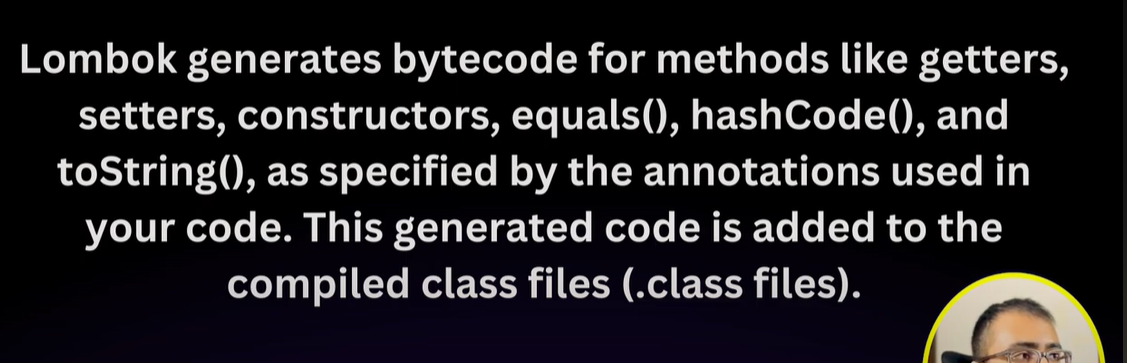 Lombok generates bytecode for methods like getters,
setters, constructors, equals(), hashCode(), and
toString(), as specified by the annotations used in
your code. This generated code is added to the
compiled class files (.class files).